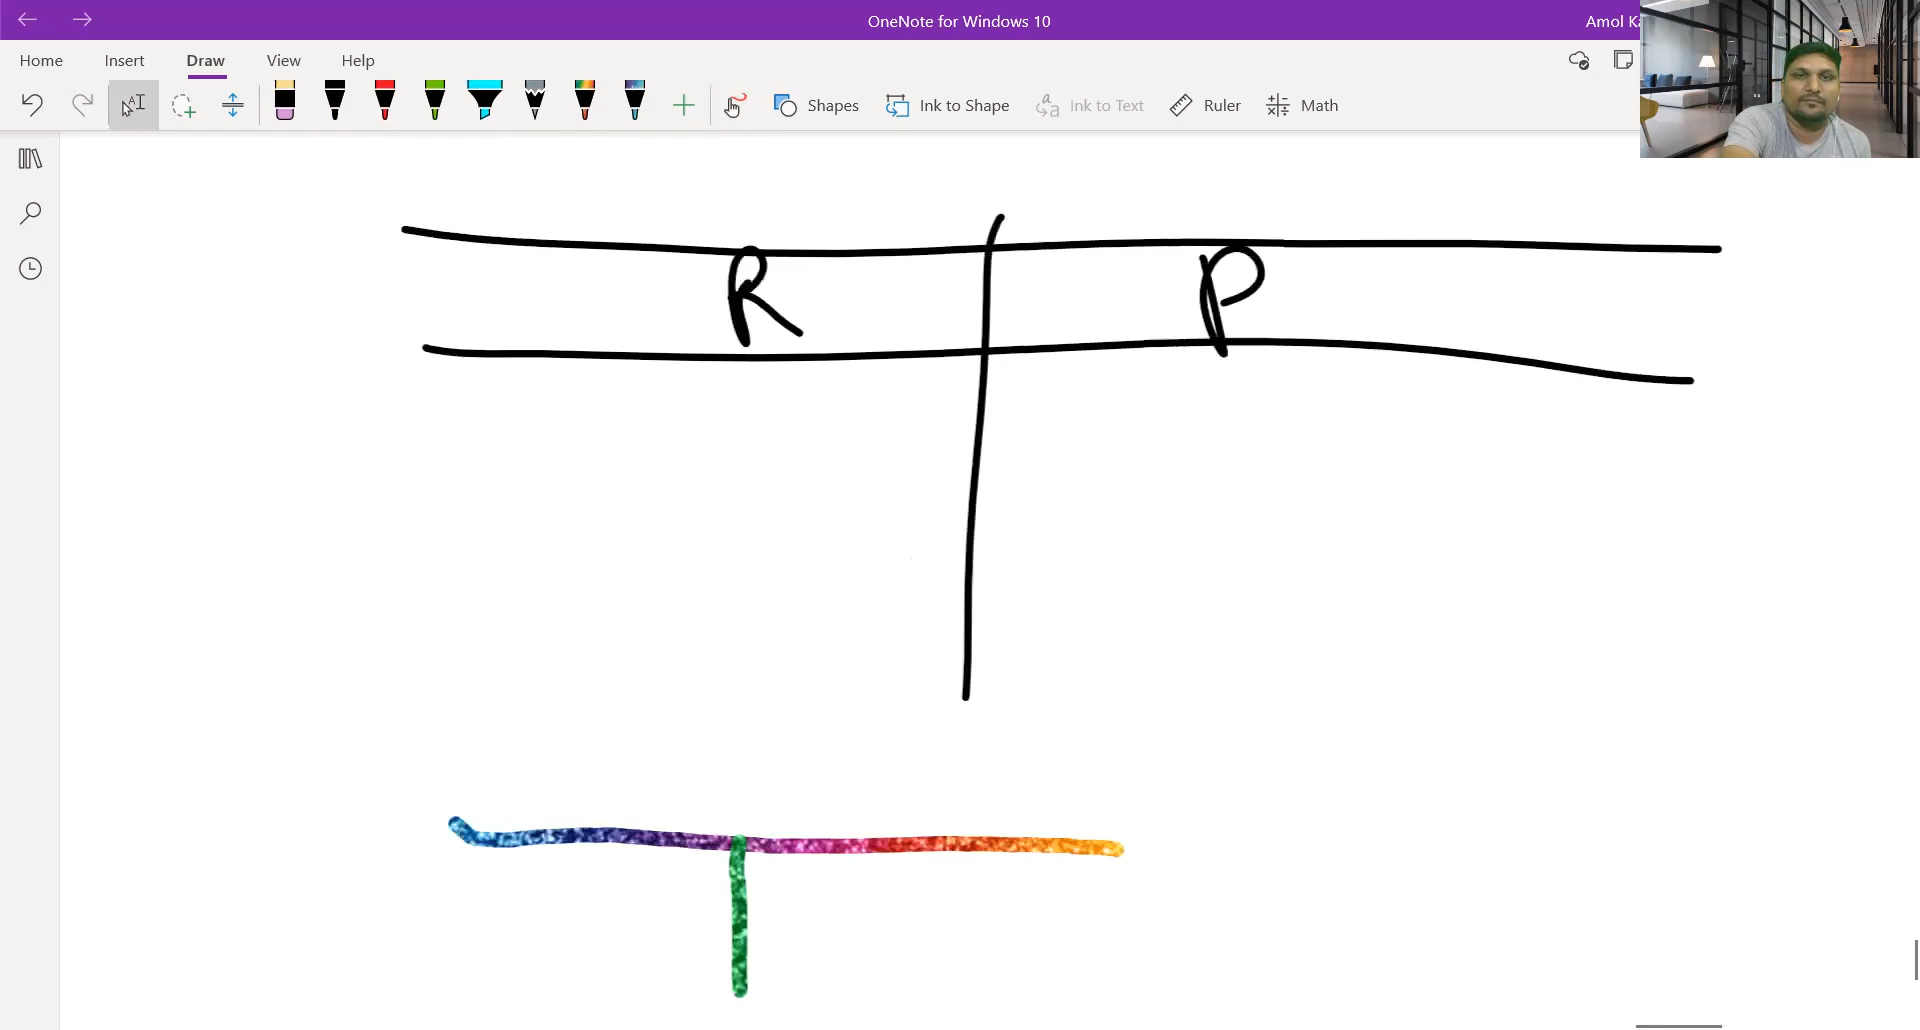 OneNote for Windows 10
Amol Ka
Home Insert Draw View Help
Shapes Ink to Shape Ink to Text Ruler Math
R P